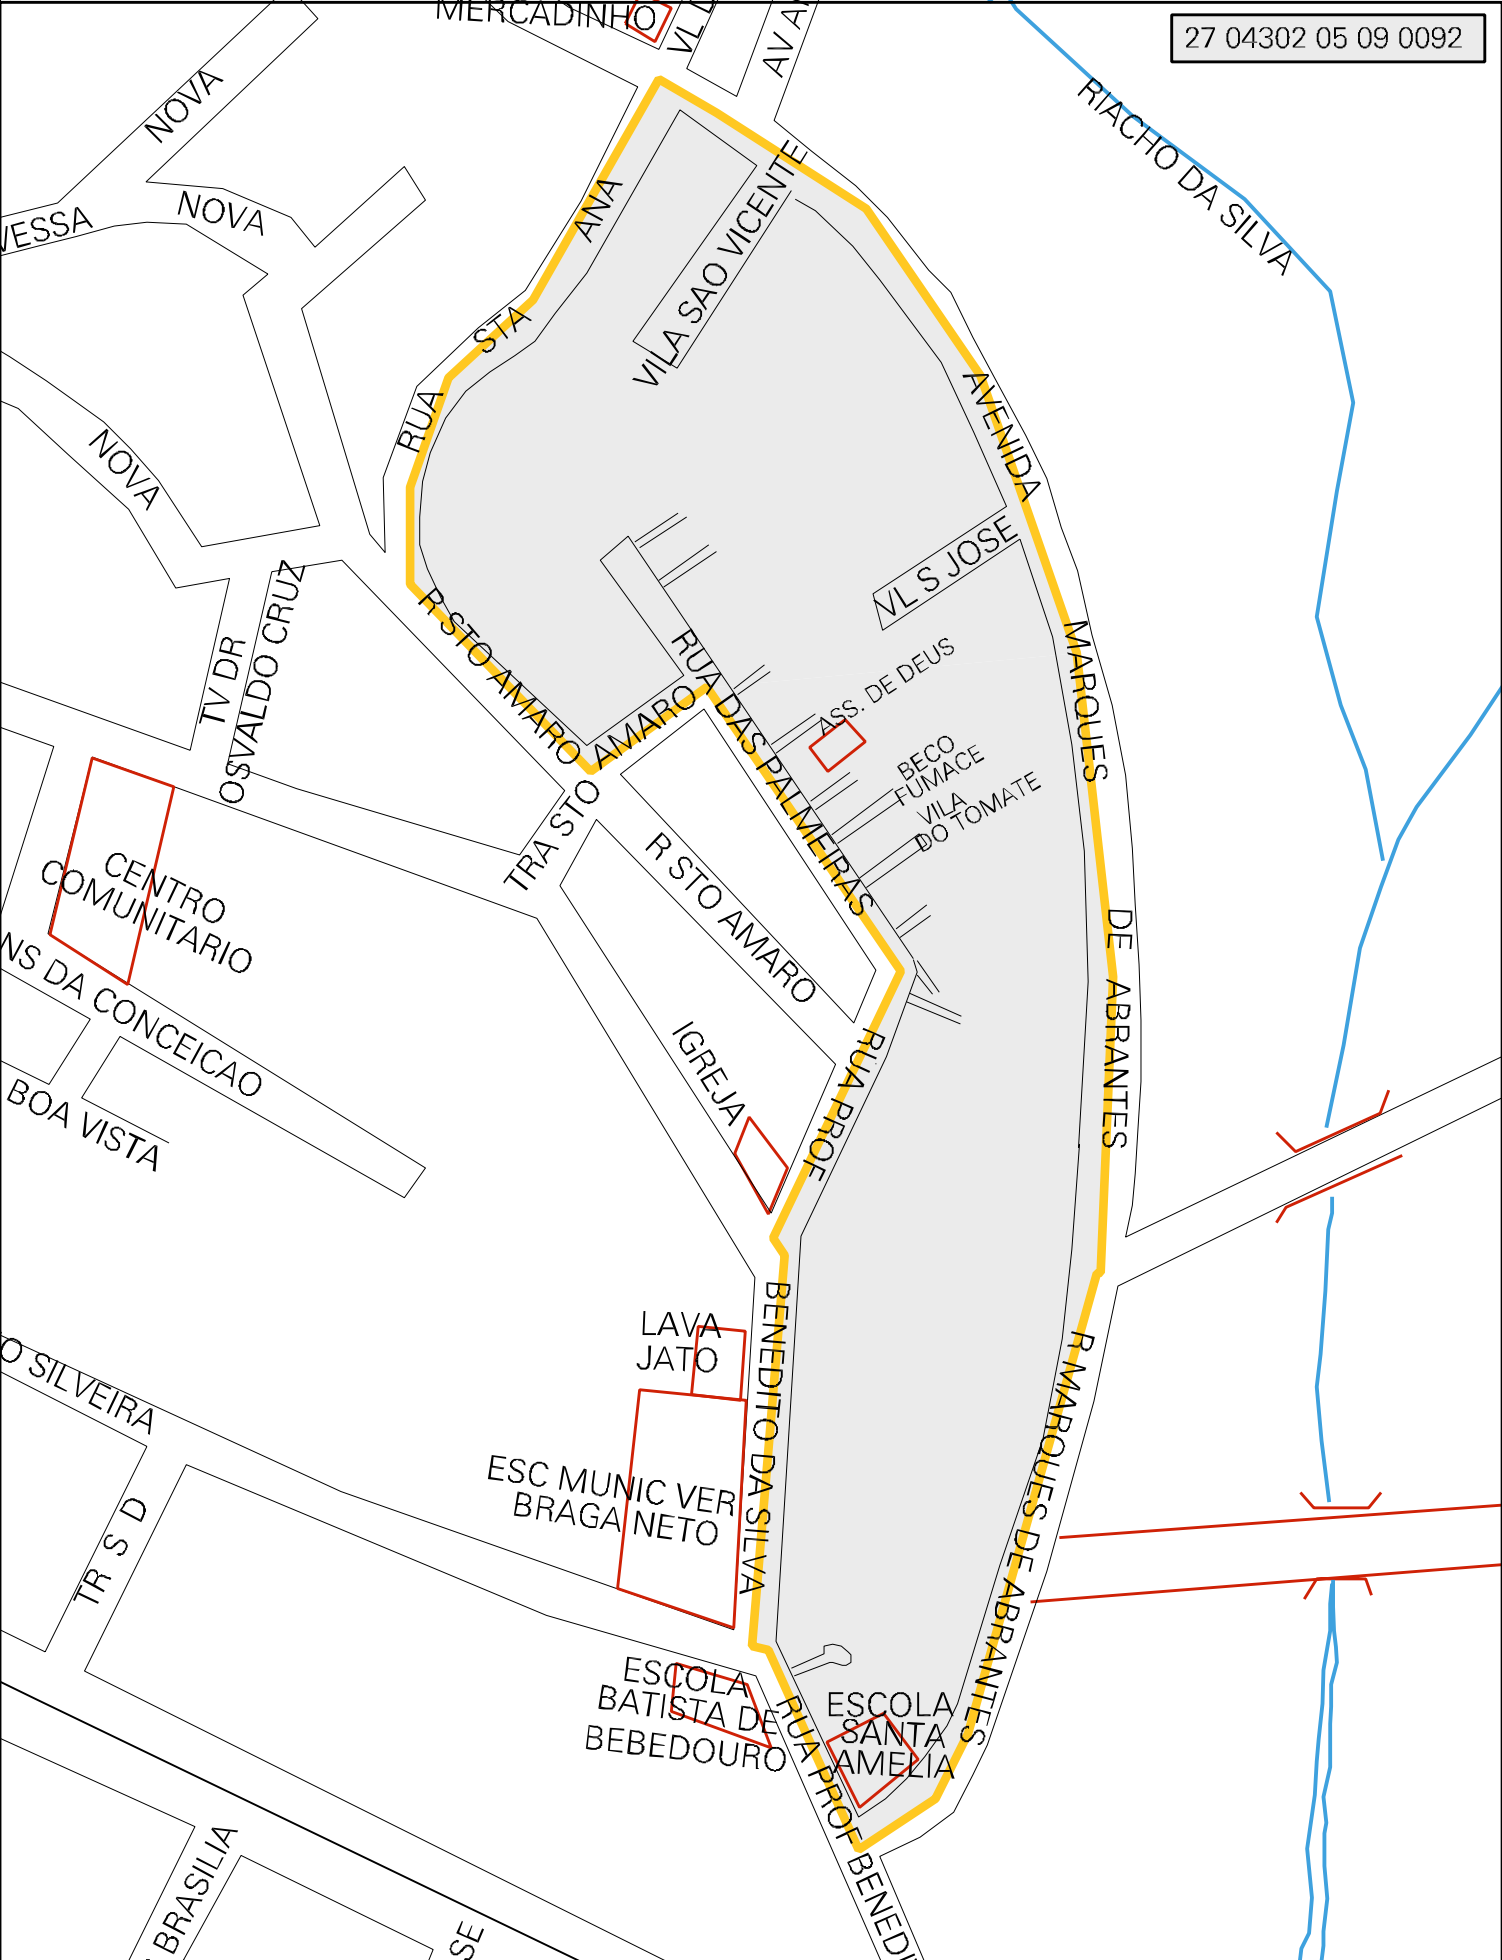 MERCADINHO
VL
AV
27 04302 05 09 0092
NOVA
RIACHO DA SILVA
NOVA
VESSA
RUA STA ANA
VILA SAO VICENTE
NOVA
AVENIDA MARQUES DE ABRANTES
VL S JOSE
TV DR
OSVALDO CRUZ
R STO AMARO
TRA STO AMARO
RUA DAS PALMEIRAS
ASS. DE DEUS
BECO
FUMACE
VILA
DO TOMATE
R STO AMARO
CENTRO
COMUNITARIO
NS DA CONCEICAO
BOA VISTA
IGREJA
RUA PROF BENEDITO DA SILVA
LAVA
JATO
R MARQUES DE ABRANTES
O SILVEIRA
ESC MUNIC VER
BRAGA NETO
TR S D
ESCOLA
BATISTA DE
BEBEDOURO
ESCOLA
SANTA
AMELIA
RUA PROF BENEDI
BRASILIA
SE